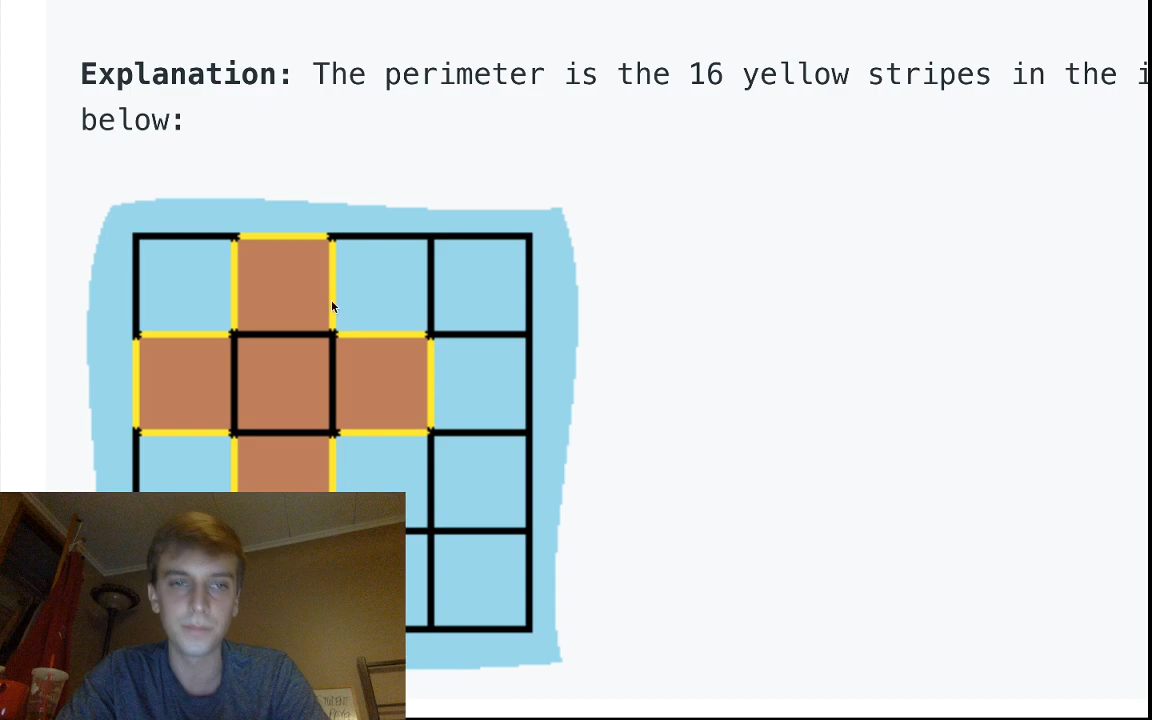 Explanation: The perimeter is the 16 yellow stripes in the
below: